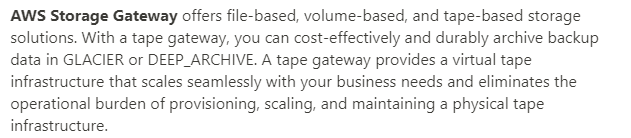 AWS Storage Gateway offers file-based, volume-based, and tape-based storage
solutions. With a tape gateway, you can cost-effectively and durably archive backup
data in GLACIER or DEEP_ARCHIVE. A tape gateway provides a virtual tape
infrastructure that scales seamlessly with your business needs and eliminates the
operational burden of provisioning, scaling, and maintaining a physical tape
infrastructure.